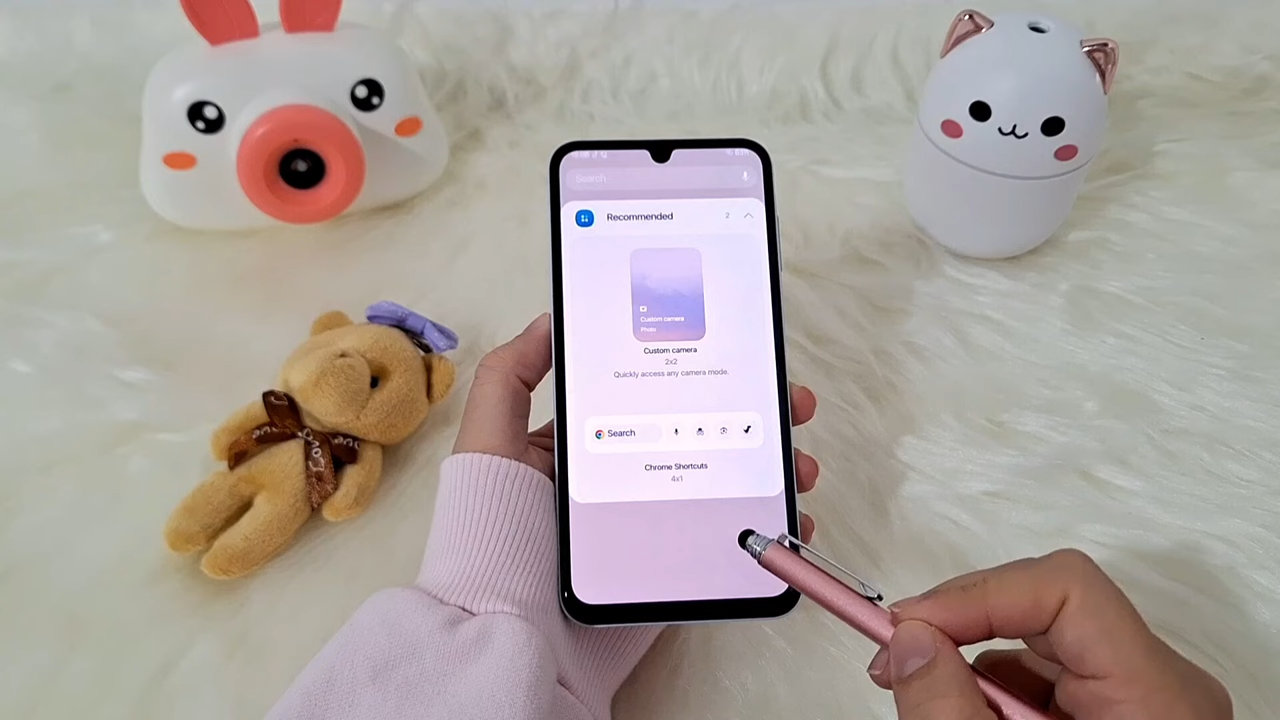 Search
Recommended 2
Custom camera
Photo
Custom camera
2x2
Quickly access any camera mode.
Search
Chrome Shortcuts
4x1